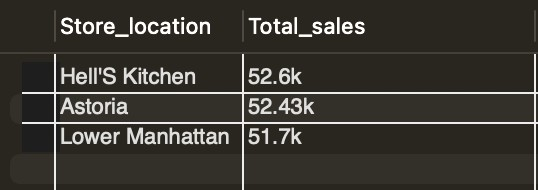 Store_location Total_sales
Hell'S Kitchen 52.6k
Astoria 52.43k
Lower Manhattan 51.7k